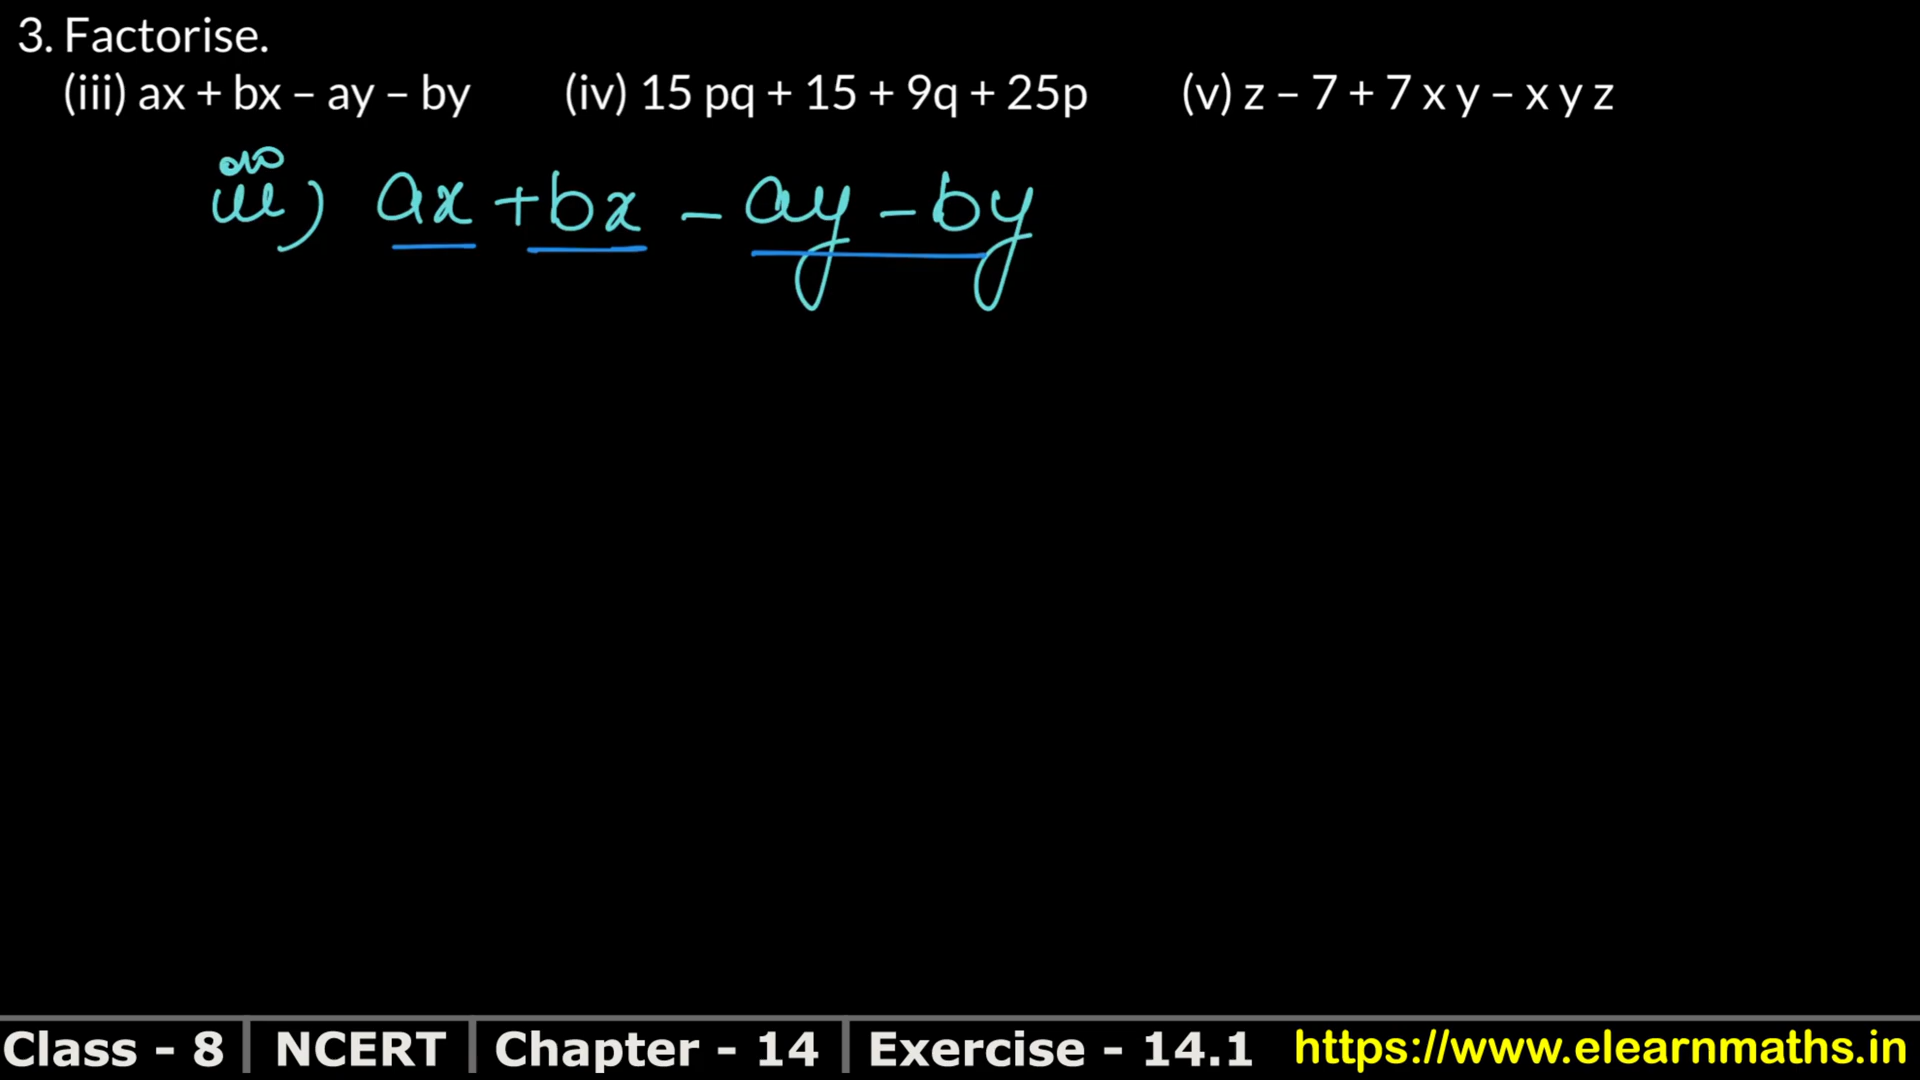 3. Factorise.
(iii) ax + bx – ay – by (iv) 15 pq + 15 + 9q + 25p (v) z – 7 + 7 x y – x y z
iii) ax + bx - ay - by
Class - 8 | NCERT | Chapter - 14 | Exercise - 14.1 https://www.elearnmaths.in